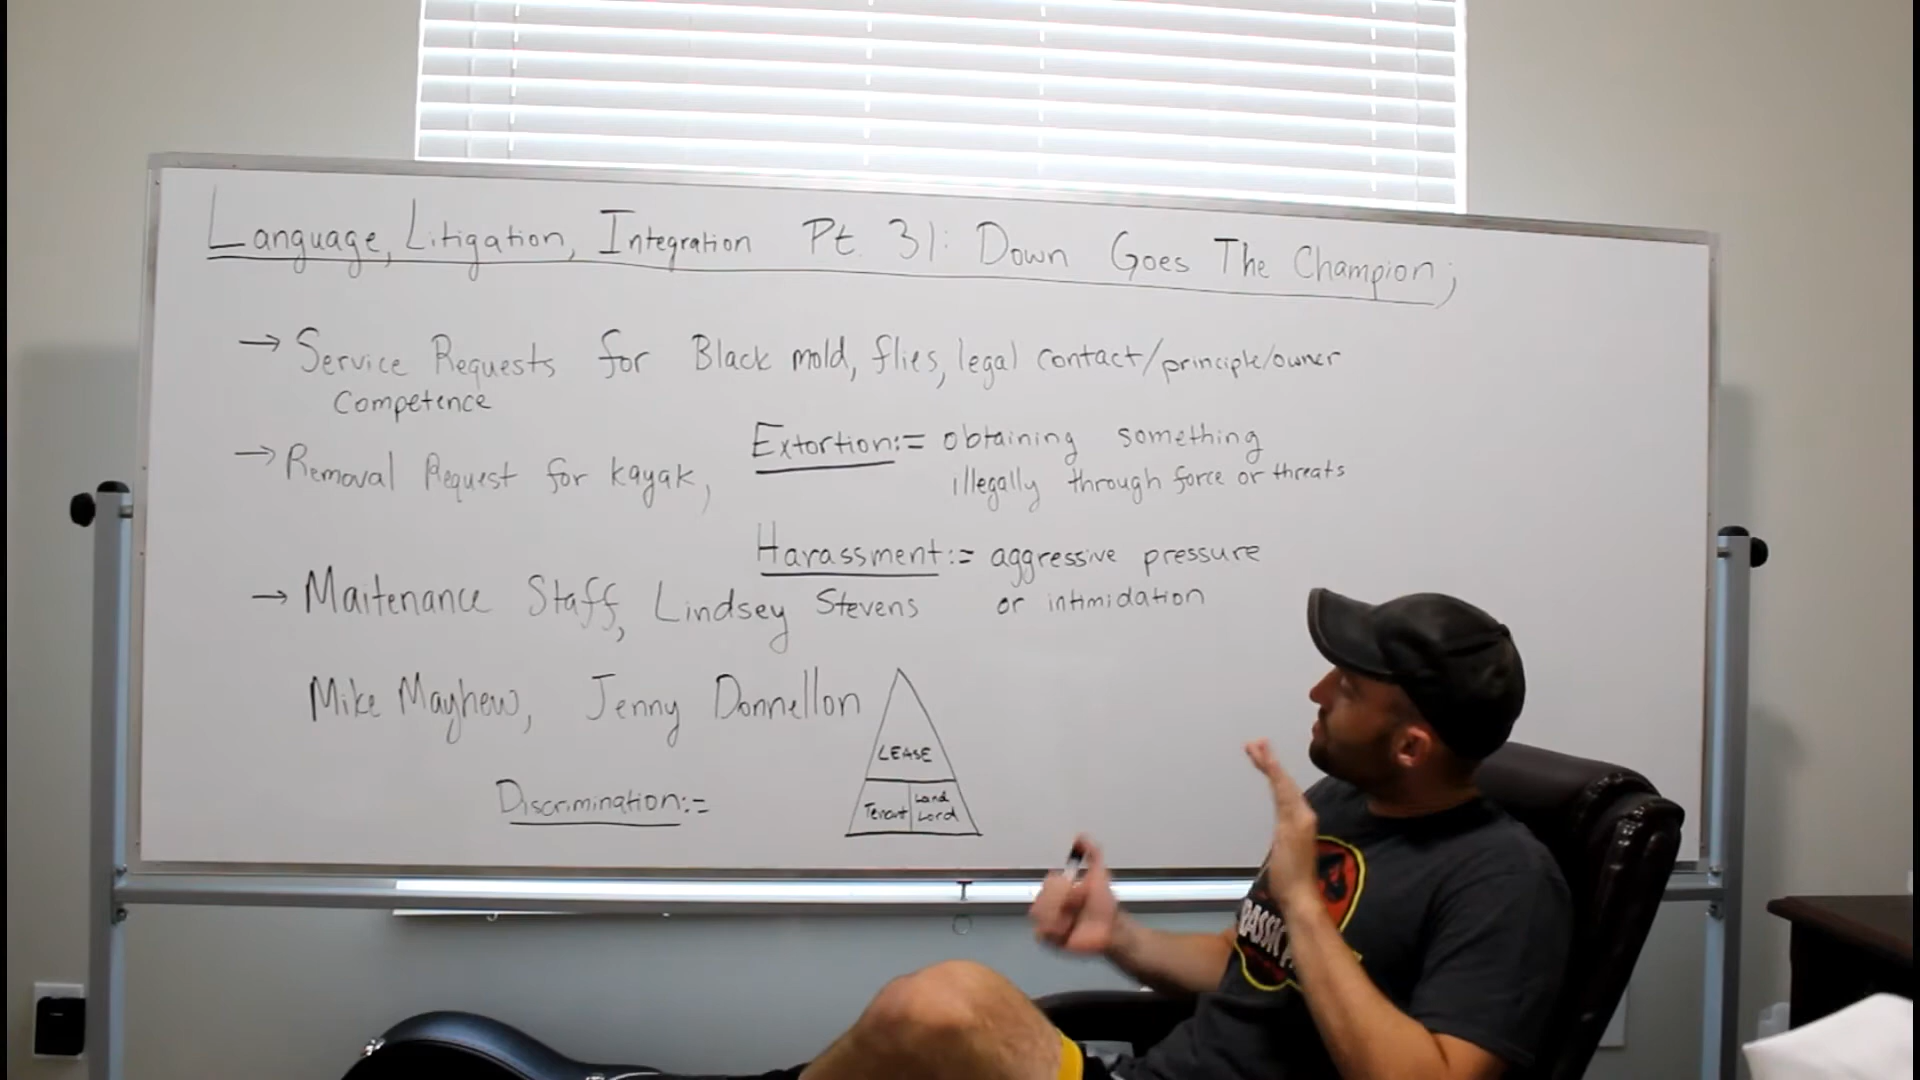 Language, Litigation, Integration Pt. 31: Down Goes The Champion;
→ Service Requests for Black mold, flies, legal contact/principle/owner
Competence
→ Removal Request for kayak,
Extortion:= obtaining something
illegally through force or threats
Harassment:= aggressive pressure
or intimidation
→ Maitenance Staff, Lindsey Stevens
Mike Mayhew, Jenny Donnellon
LEASE
Tenant
Land
Lord
Discrimination:=